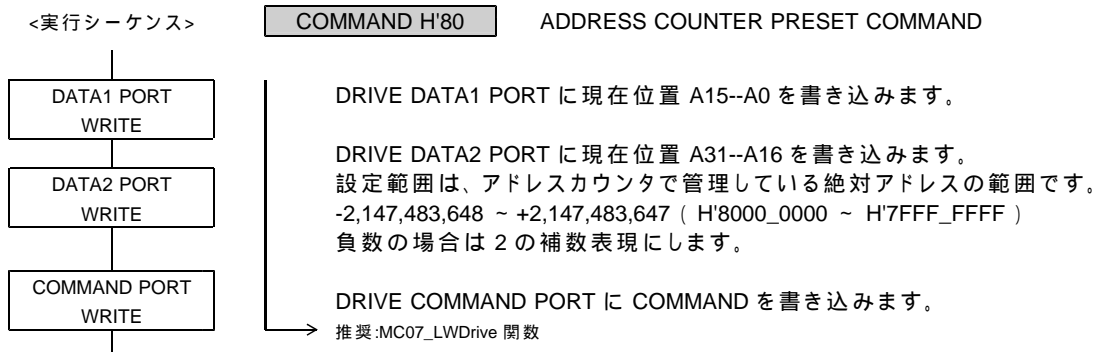 <実行シーケンス>
COMMAND H'80
ADDRESS COUNTER PRESET COMMAND
DATA1 PORT
WRITE
DRIVE DATA1 PORT に現在位置 A15--A0 を書き込みます。
DATA2 PORT
WRITE
DRIVE DATA2 PORT に現在位置 A31--A16 を書き込みます。
設定範囲は、アドレスカウンタで管理している絶対アドレスの範囲です。
-2,147,483,648 ~ +2,147,483,647 ( H'8000_0000 ~ H'7FFF_FFFF )
負数の場合は 2 の補数表現にします。
COMMAND PORT
WRITE
DRIVE COMMAND PORT に COMMAND を書き込みます。
推奨:MC07_LWDrive 関数